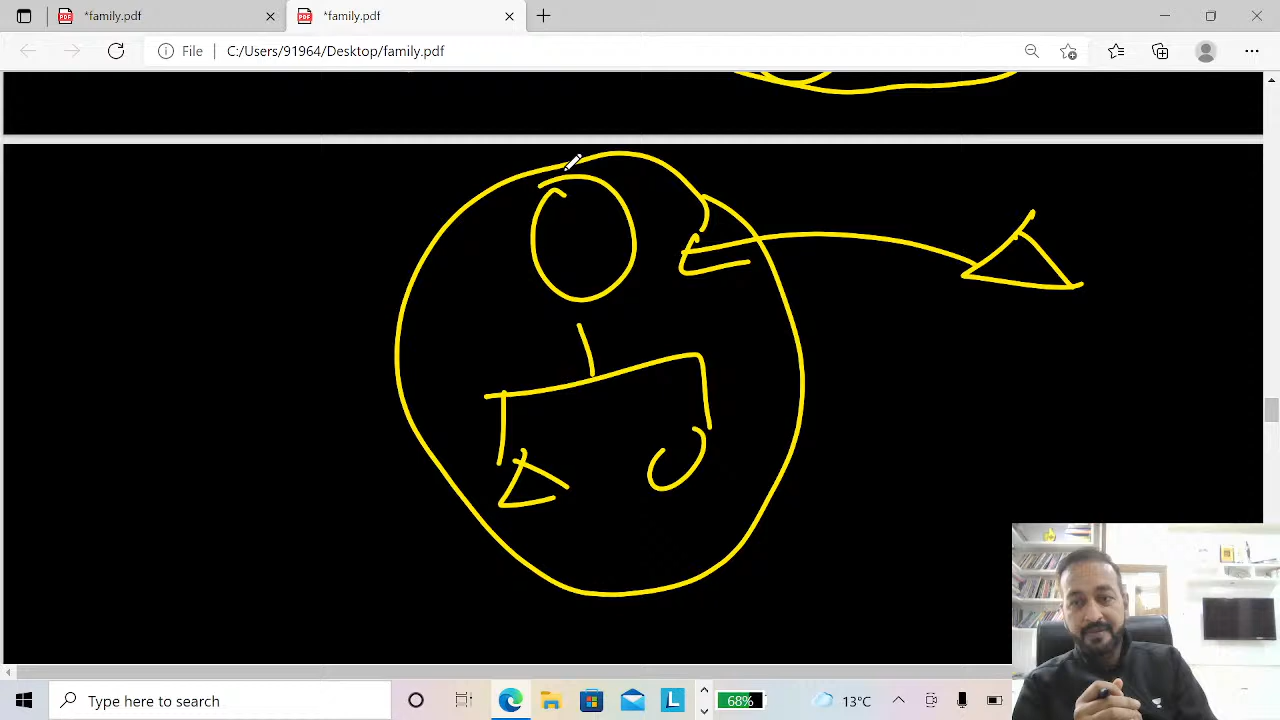 *family.pdf
*family.pdf
File
C:/Users/91964/Desktop/family.pdf
Type here to search
68%
13°C